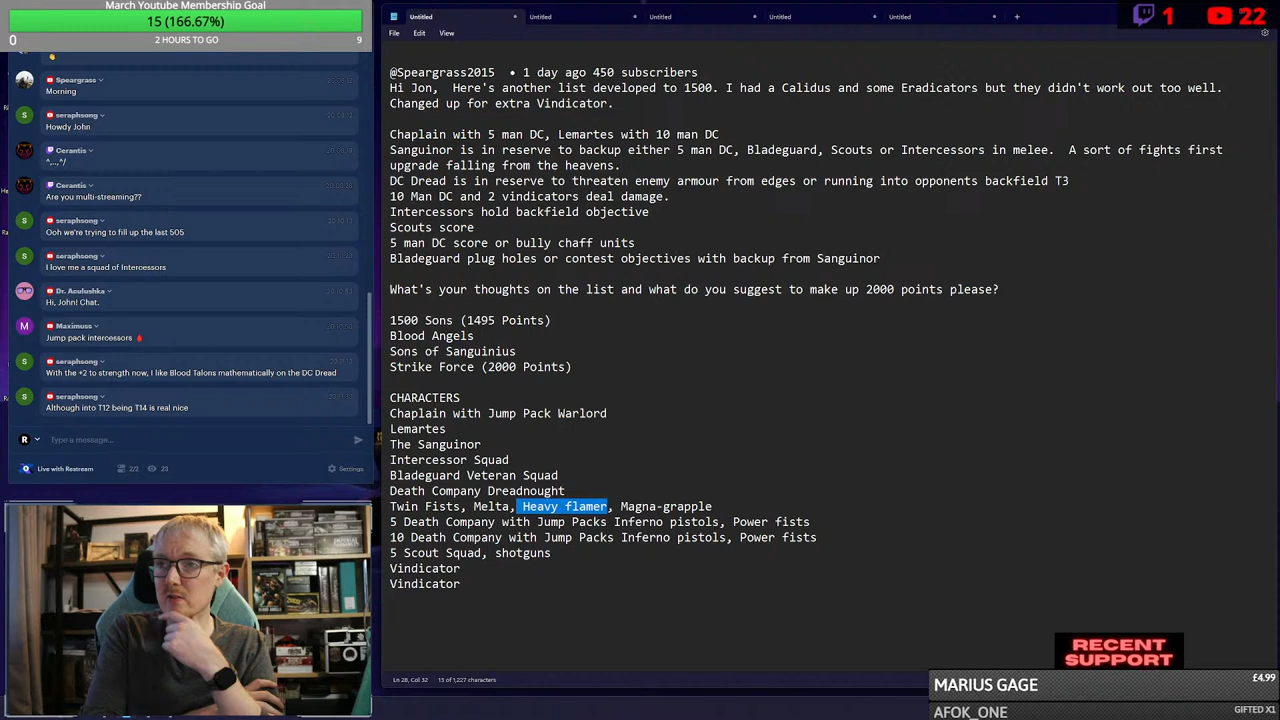 March Youtube Membership Goal
15 (166.67%)
0
2 HOURS TO GO
9
Speargrass
Morning
seraphsong
Howdy John
Cerantis
^,..,^/
Cerantis
Are you multi-streaming??
seraphsong
Ooh we're trying to fill up the last 505
seraphsong
I love me a squad of Intercessors
Dr. Aculushka
Hi, John! Chat.
Maximuss
Jump pack intercessors
seraphsong
With the +2 to strength now, I like Blood Talons mathematically on the DC Dread
seraphsong
Although into T12 being T14 is real nice
Type a message...
Live with Restream
2/2
23
Settings
Untitled
Untitled
Untitled
Untitled
Untitled
File
Edit
View
1
22
@Speargrass2015 • 1 day ago 450 subscribers
Hi Jon, Here's another list developed to 1500. I had a Calidus and some Eradicators but they didn't work out too well.
Changed up for extra Vindicator.
Chaplain with 5 man DC, Lemartes with 10 man DC
Sanguinor is in reserve to backup either 5 man DC, Bladeguard, Scouts or Intercessors in melee. A sort of fights first
upgrade falling from the heavens.
DC Dread is in reserve to threaten enemy armour from edges or running into opponents backfield T3
10 Man DC and 2 vindicators deal damage.
Intercessors hold backfield objective
Scouts score
5 man DC score or bully chaff units
Bladeguard plug holes or contest objectives with backup from Sanguinor
What's your thoughts on the list and what do you suggest to make up 2000 points please?
1500 Sons (1495 Points)
Blood Angels
Sons of Sanguinius
Strike Force (2000 Points)
CHARACTERS
Chaplain with Jump Pack Warlord
Lemartes
The Sanguinor
Intercessor Squad
Bladeguard Veteran Squad
Death Company Dreadnought
Twin Fists, Melta, Heavy flamer, Magna-grapple
5 Death Company with Jump Packs Inferno pistols, Power fists
10 Death Company with Jump Packs Inferno pistols, Power fists
5 Scout Squad, shotguns
Vindicator
Vindicator
Ln 28, Col 32
13 of 1,227 characters
RECENT
SUPPORT
MARIUS GAGE
£4.99
AFOK_ONE
GIFTED X1